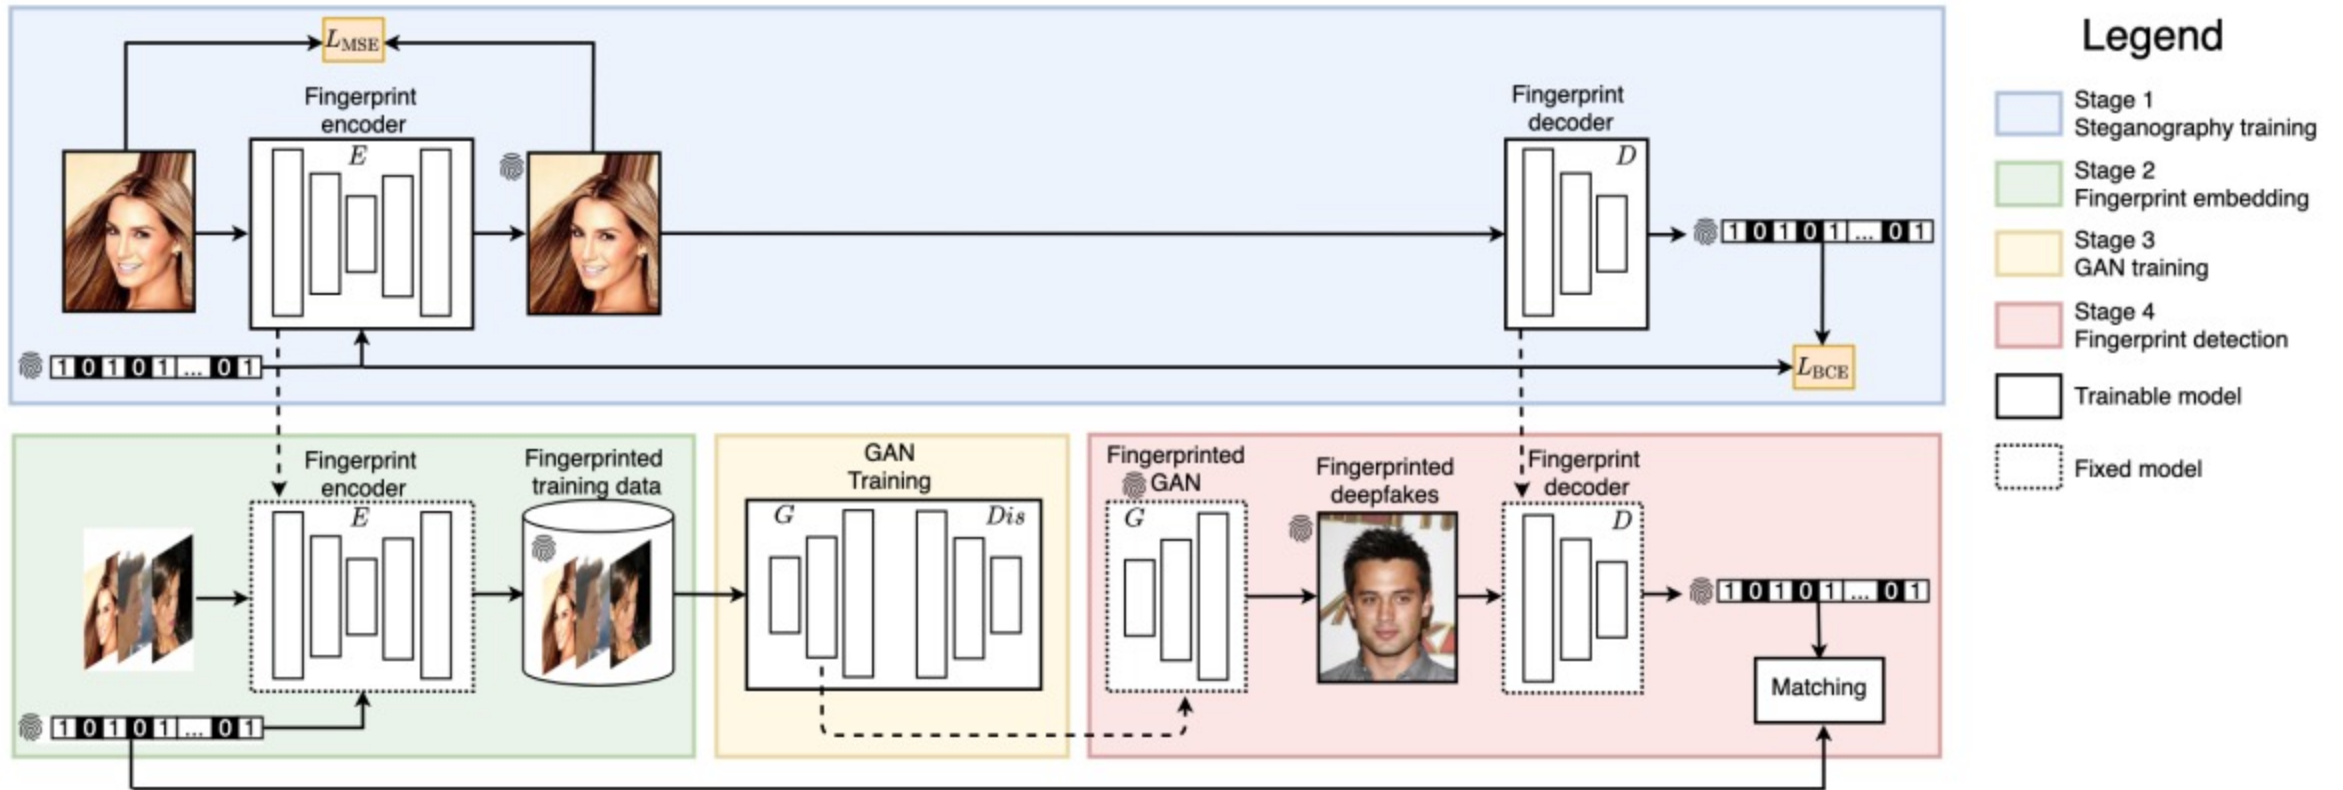 L_MSE
Fingerprint
encoder
E
Fingerprint
decoder
D
1 0 1 0 1 ... 0 1
1 0 1 0 1 ... 0 1
L_BCE
Fingerprint
encoder
E
Fingerprinted
training data
1 0 1 0 1 ... 0 1
GAN
Training
G
Dis
Fingerprinted
GAN
G
Fingerprinted
deepfakes
Fingerprint
decoder
D
1 0 1 0 1 ... 0 1
Matching
Legend
Stage 1
Steganography training
Stage 2
Fingerprint embedding
Stage 3
GAN training
Stage 4
Fingerprint detection
Trainable model
Fixed model